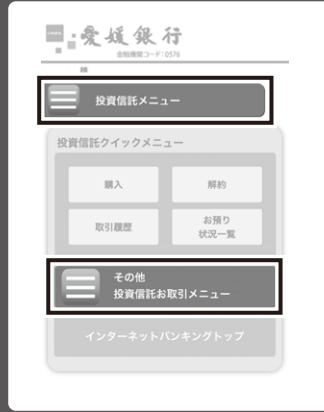 愛媛銀行
金融機関コード:0576
投資信託メニュー
投資信託クイックメニュー
購入
解約
取引履歴
お預り
状況一覧
その他
投資信託お取引メニュー
インターネットバンキングトップ